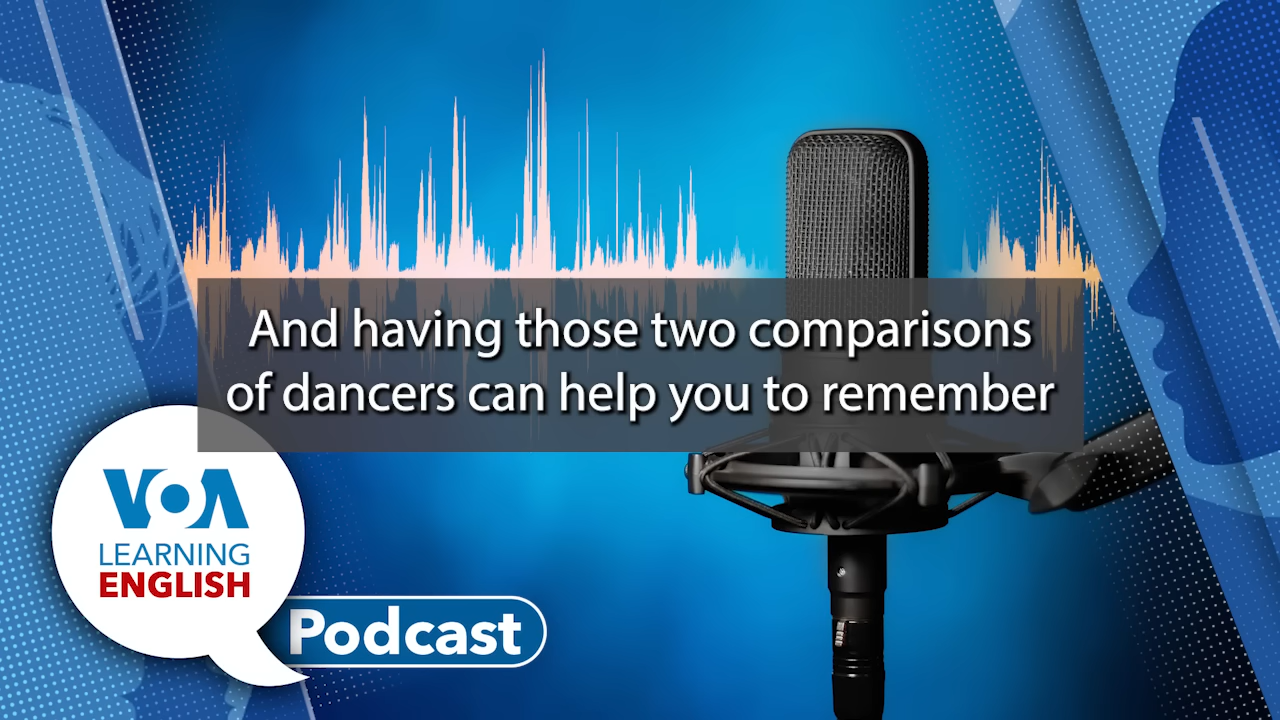 And having those two comparisons
of dancers can help you to remember
VOA
LEARNING
ENGLISH
Podcast